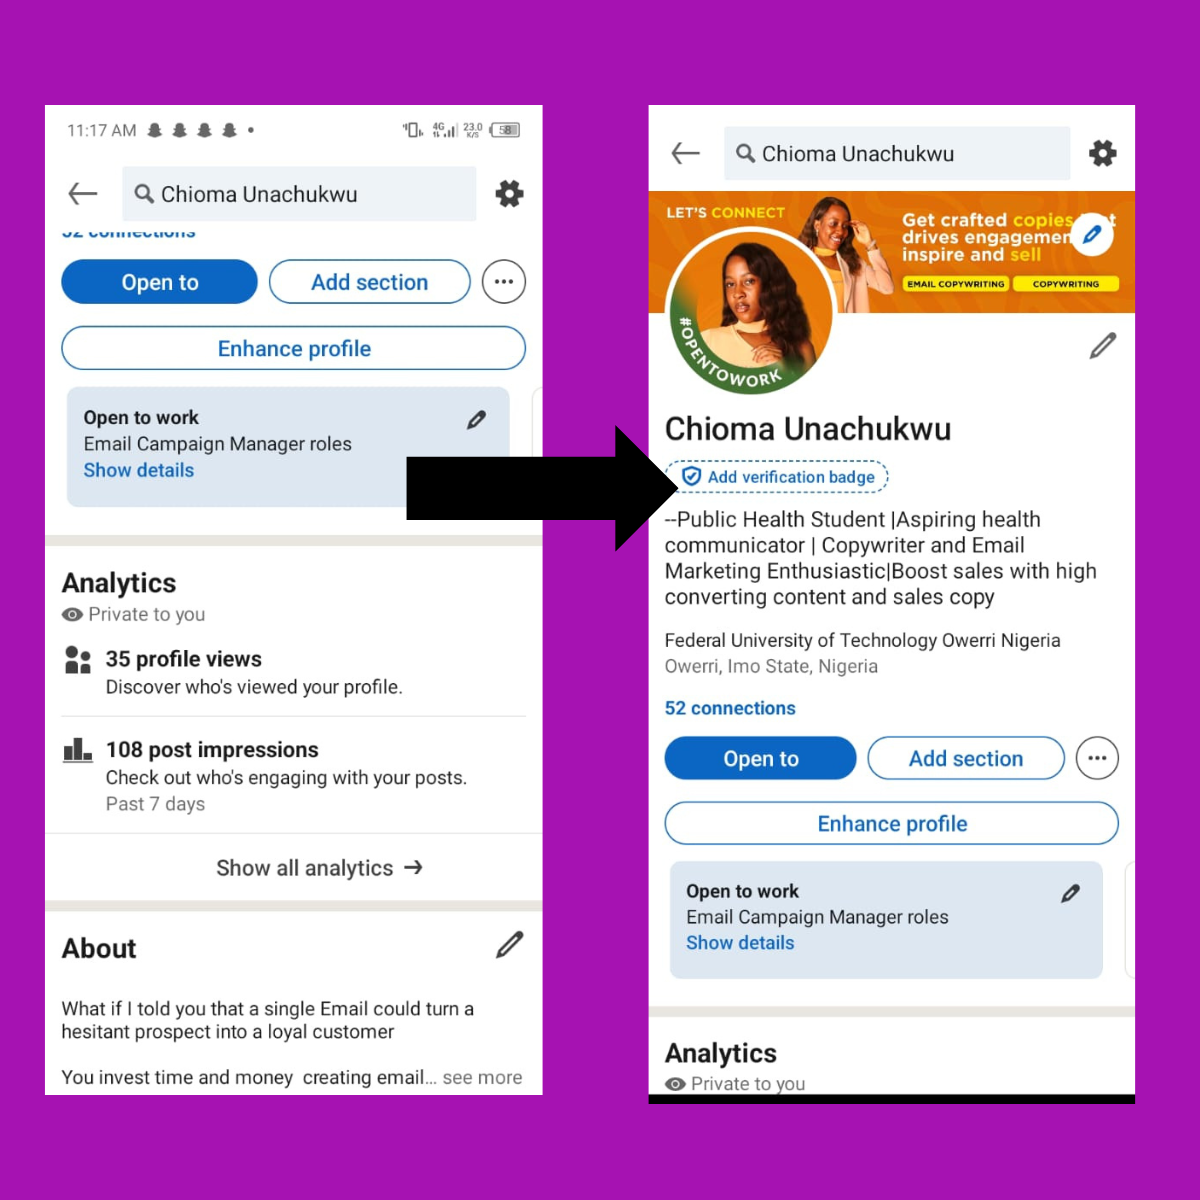 11:17 AM
4G
23.0
K/S
58
Chioma Unachukwu
52 connections
Open to
Add section
Enhance profile
Open to work
Email Campaign Manager roles
Show details
Analytics
Private to you
35 profile views
Discover who's viewed your profile.
108 post impressions
Check out who's engaging with your posts.
Past 7 days
Show all analytics →
About
What if I told you that a single Email could turn a
hesitant prospect into a loyal customer
You invest time and money creating email... see more
Chioma Unachukwu
LET'S CONNECT
Get crafted copies
drives engagemen
inspire and sell
EMAIL COPYWRITING
COPYWRITING
#OPENTOWORK
Chioma Unachukwu
Add verification badge
--Public Health Student |Aspiring health
communicator | Copywriter and Email
Marketing Enthusiastic|Boost sales with high
converting content and sales copy
Federal University of Technology Owerri Nigeria
Owerri, Imo State, Nigeria
52 connections
Open to
Add section
Enhance profile
Open to work
Email Campaign Manager roles
Show details
Analytics
Private to you